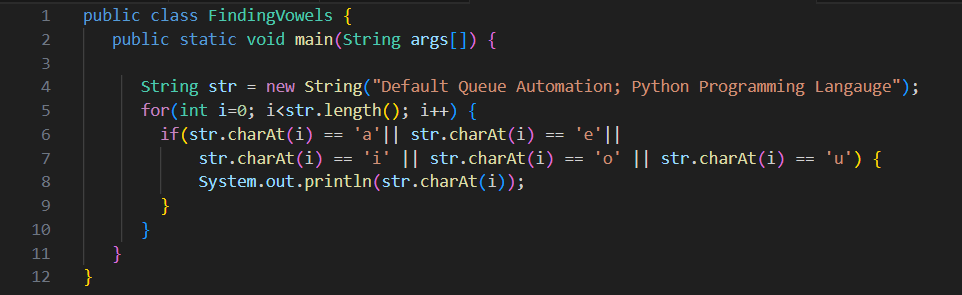 1 public class FindingVowels {
2 public static void main(String args[]) {
3
4 String str = new String("Default Queue Automation; Python Programming Langauge");
5 for(int i=0; i<str.length(); i++) {
6 if(str.charAt(i) == 'a'|| str.charAt(i) == 'e'||
7 str.charAt(i) == 'i' || str.charAt(i) == 'o' || str.charAt(i) == 'u') {
8 System.out.println(str.charAt(i));
9 }
10 }
11 }
12 }